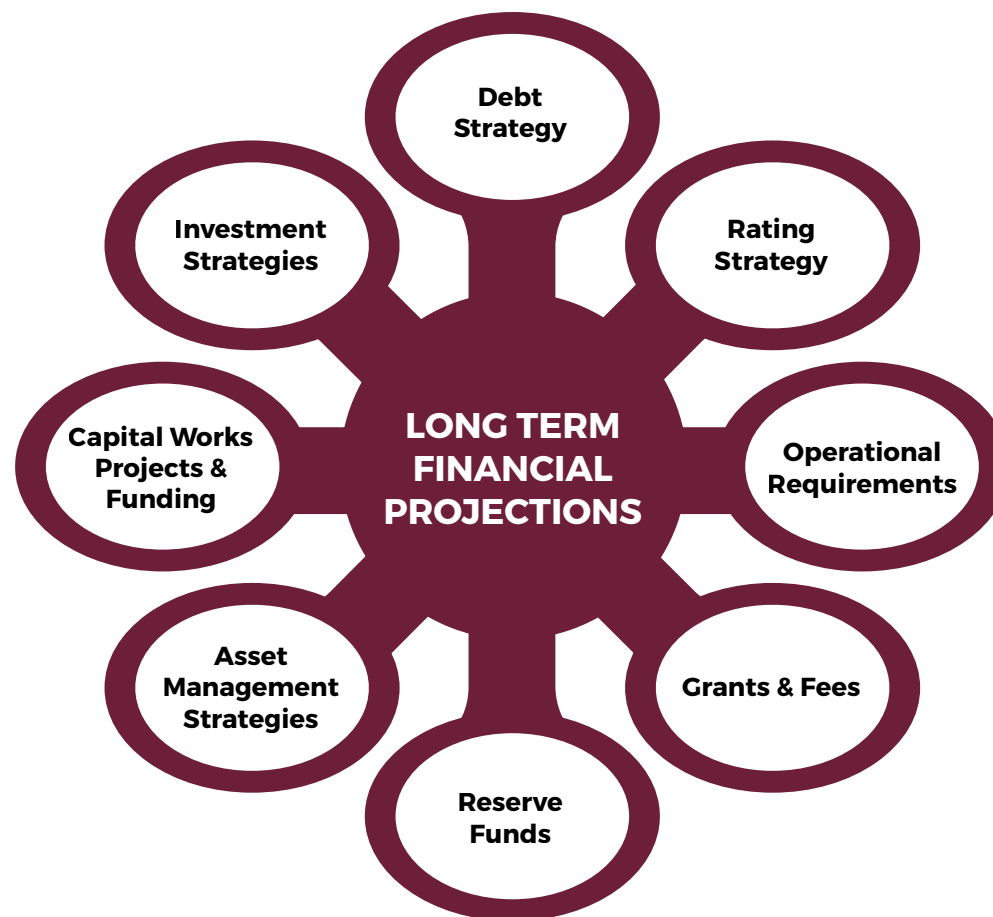 Debt
Strategy
Rating
Strategy
Operational
Requirements
Grants & Fees
Reserve
Funds
Asset
Management
Strategies
Capital Works
Projects &
Funding
Investment
Strategies
LONG TERM
FINANCIAL
PROJECTIONS